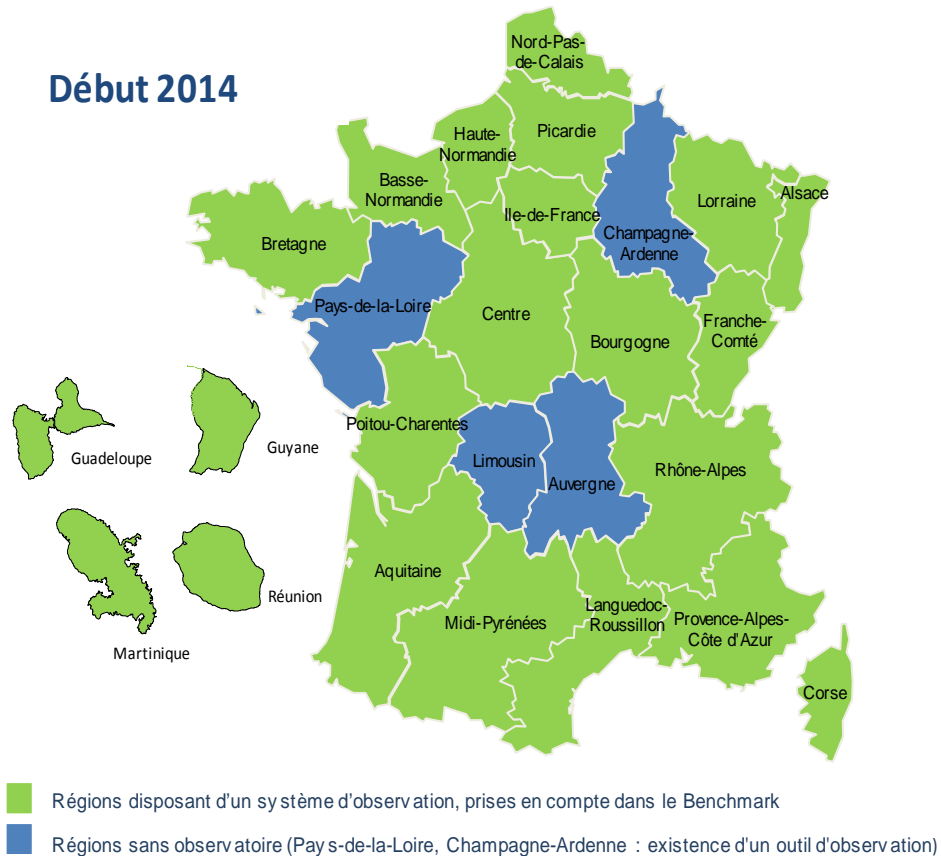 Début 2014
Nord-Pas-
de-Calais
Haute-
Normandie
Picardie
Basse-
Normandie
Ile-de-France
Champagne-
Ardenne
Lorraine
Alsace
Bretagne
Pays-de-la-Loire
Centre
Bourgogne
Franche-
Comté
Poitou-Charentes
Limousin
Auvergne
Rhône-Alpes
Guadeloupe
Guyane
Martinique
Réunion
Aquitaine
Midi-Pyrénées
Languedoc-
Roussillon
Provence-Alpes-
Côte d'Azur
Corse
Régions disposant d'un système d'observation, prises en compte dans le Benchmark
Régions sans observatoire (Pays-de-la-Loire, Champagne-Ardenne : existence d'un outil d'observation)